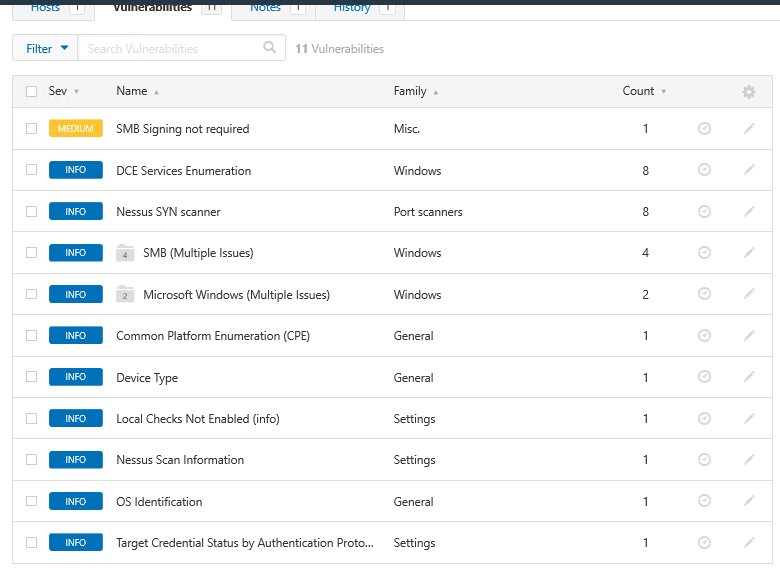 Hosts 1 Vulnerabilities 11 Notes 1 History 1
Filter Search Vulnerabilities 11 Vulnerabilities
Sev Name Family Count
MEDIUM SMB Signing not required Misc. 1
INFO DCE Services Enumeration Windows 8
INFO Nessus SYN scanner Port scanners 8
INFO 4 SMB (Multiple Issues) Windows 4
INFO 2 Microsoft Windows (Multiple Issues) Windows 2
INFO Common Platform Enumeration (CPE) General 1
INFO Device Type General 1
INFO Local Checks Not Enabled (info) Settings 1
INFO Nessus Scan Information Settings 1
INFO OS Identification General 1
INFO Target Credential Status by Authentication Proto... Settings 1